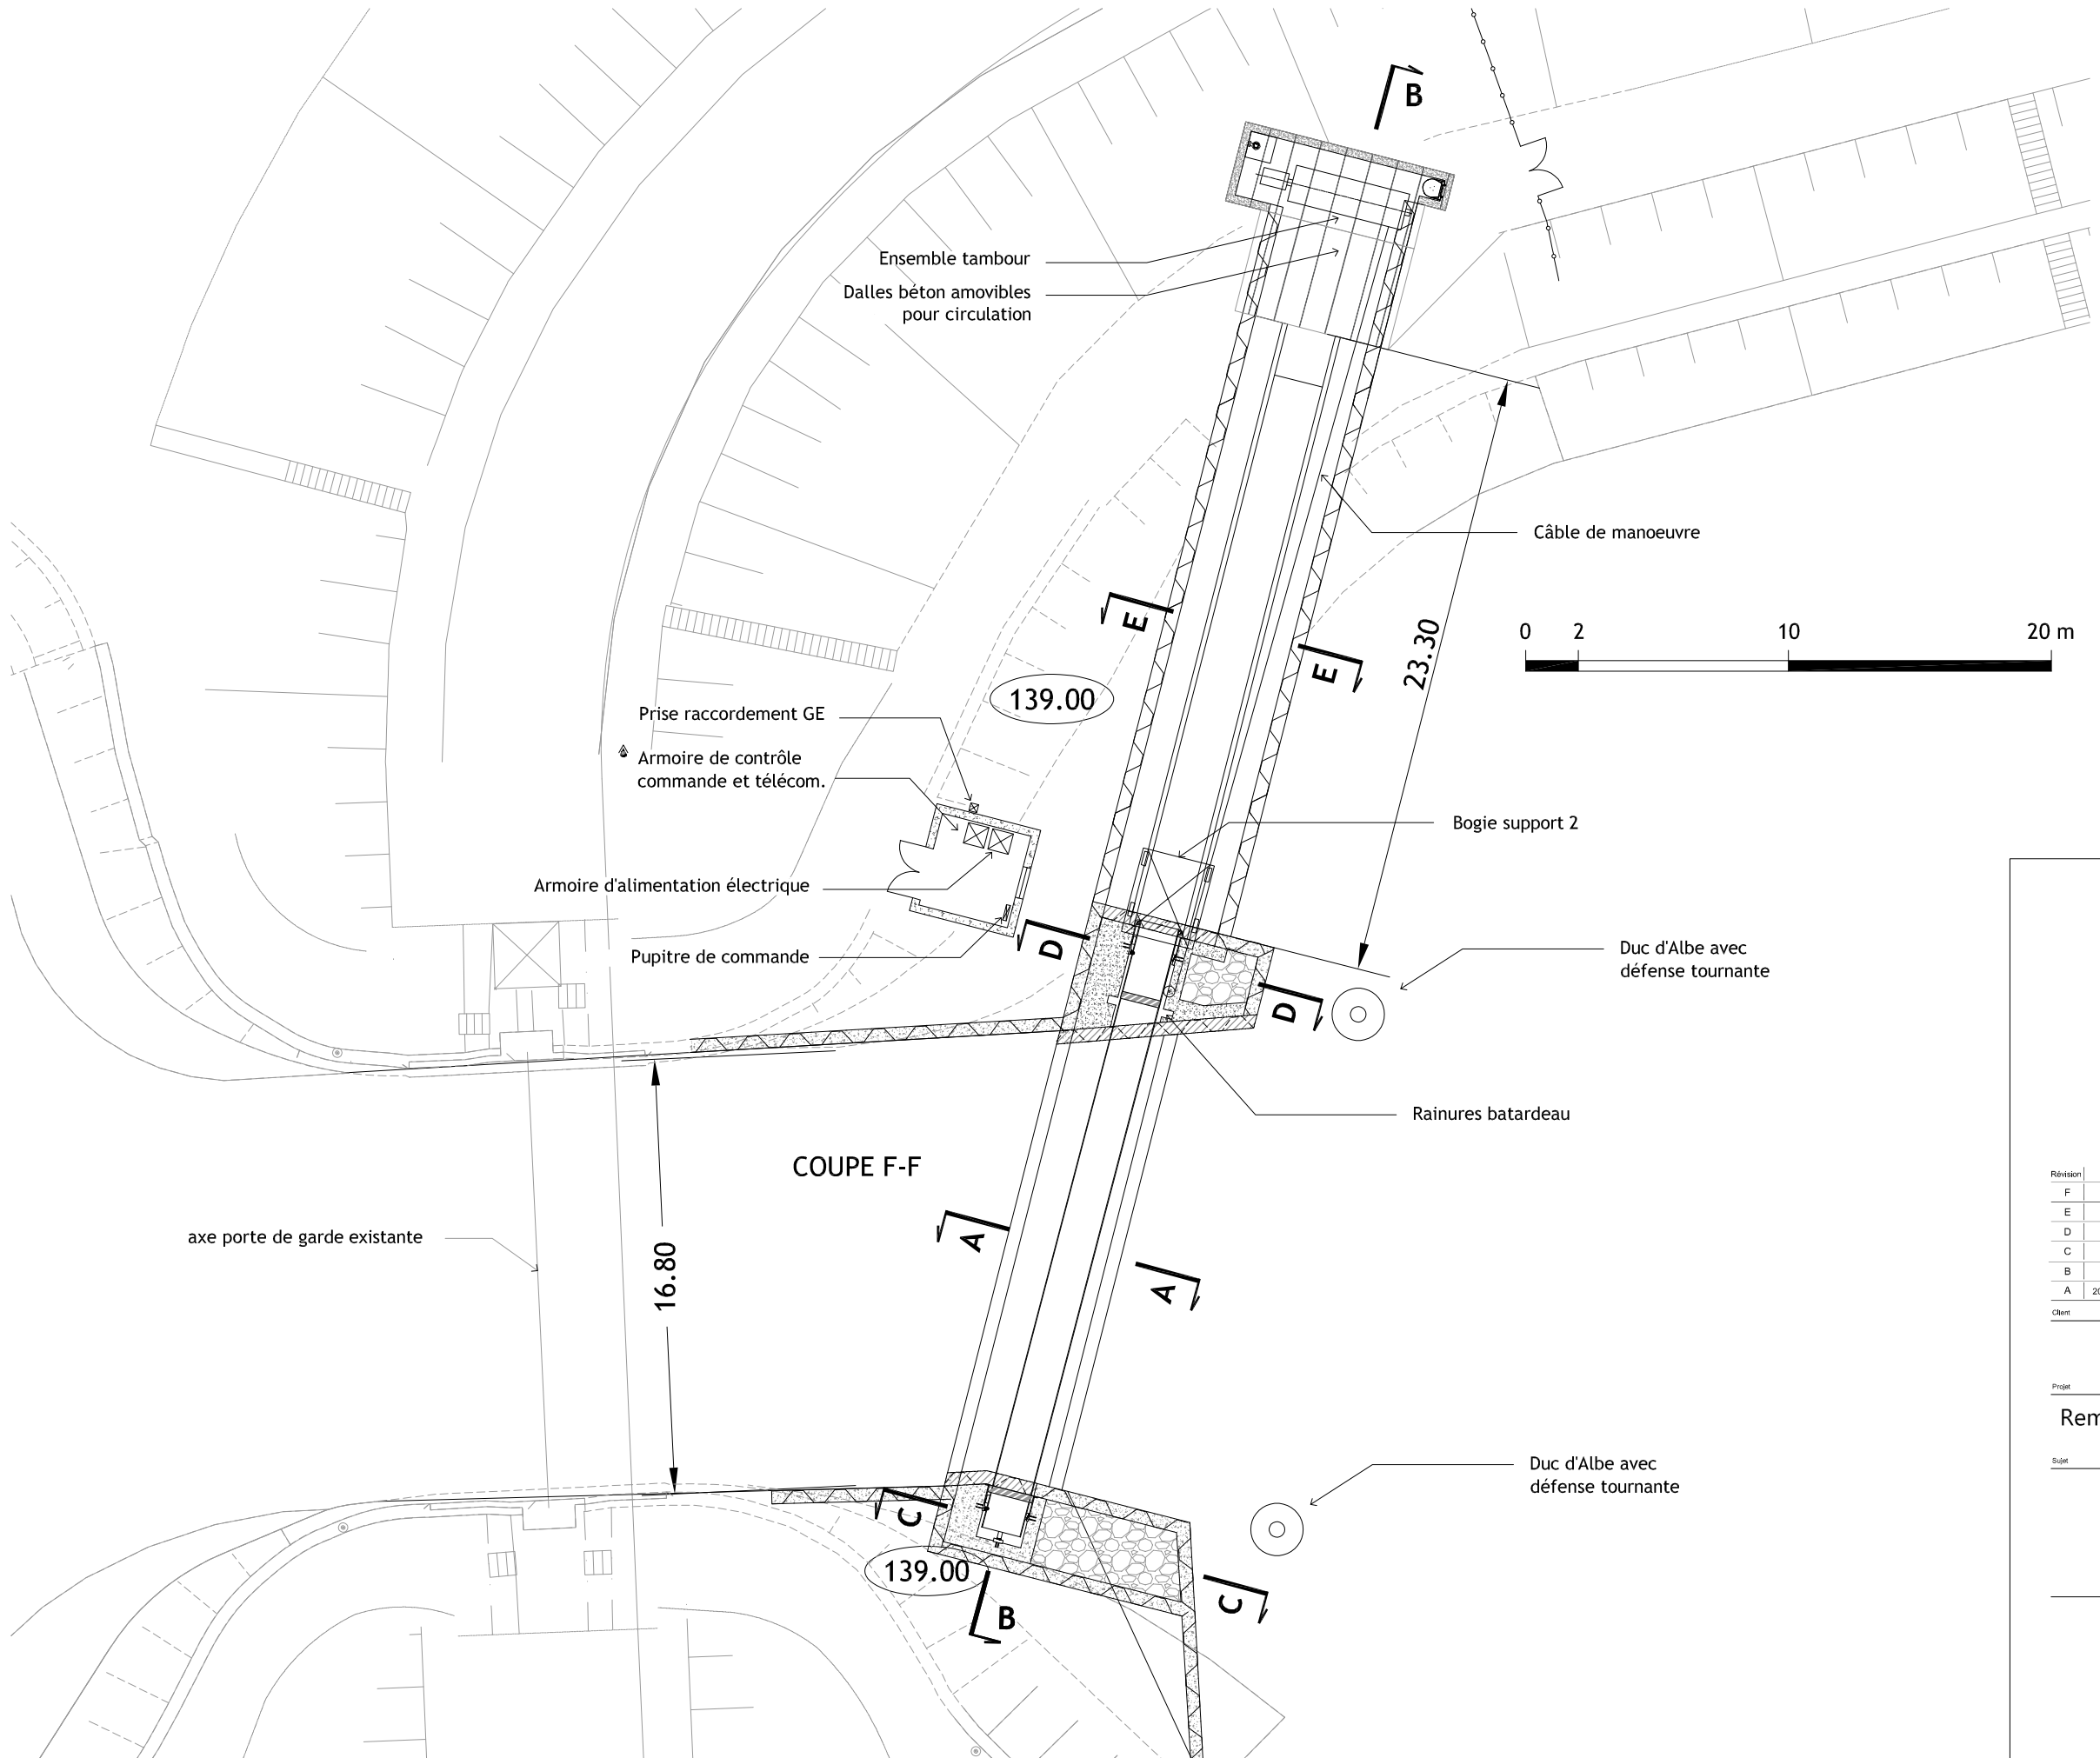 B
Ensemble tambour
Dalles béton amovibles
pour circulation
Câble de manoeuvre
E
E
23.30
0 2 10 20 m
139.00
Prise raccordement GE
Armoire de contrôle
commande et télécom.
Bogie support 2
Armoire d'alimentation électrique
D
Pupitre de commande
Duc d'Albe avec
défense tournante
D
Rainures batardeau
COUPE F-F
axe porte de garde existante
16.80
A
A
Révision
F
E
D
C
B
A 20
Client
Projet
Rem
Sujet
Duc d'Albe avec
défense tournante
C
139.00
C
B